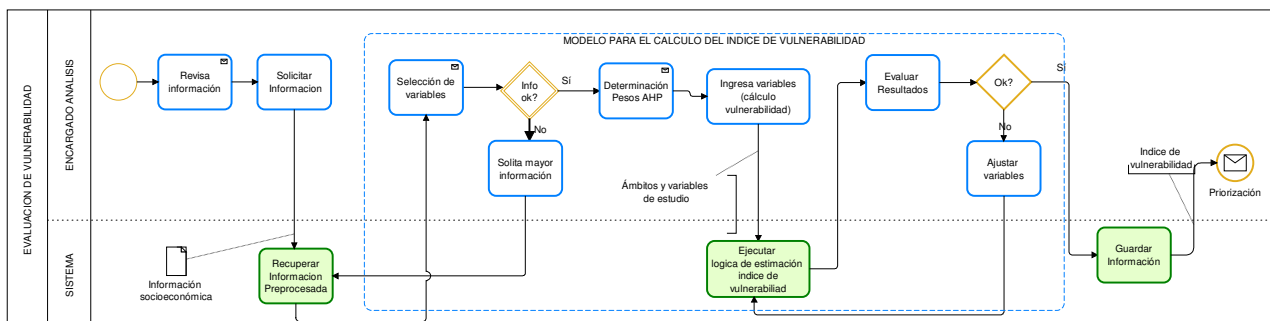 EVALUACION DE VULNERABILIDAD
ENCARGADO ANALISIS
SISTEMA
MODELO PARA EL CALCULO DEL INDICE DE VULNERABILIDAD
Revisa
información
Solicitar
Informacion
Selección de
variables
Info
ok?
Sí
No
Determinación
Pesos AHP
Ingresa variables
(cálculo
vulnerabilidad)
Evaluar
Resultados
Ok?
Sí
No
Solita mayor
información
Ámbitos y variables
de estudio
Ajustar
variables
Indice de
vulnerabilidad
Priorización
Información
socioeconómica
Recuperar
Informacion
Preprocesada
Ejecutar
logica de estimación
indice de
vulnerabiliad
Guardar
Información